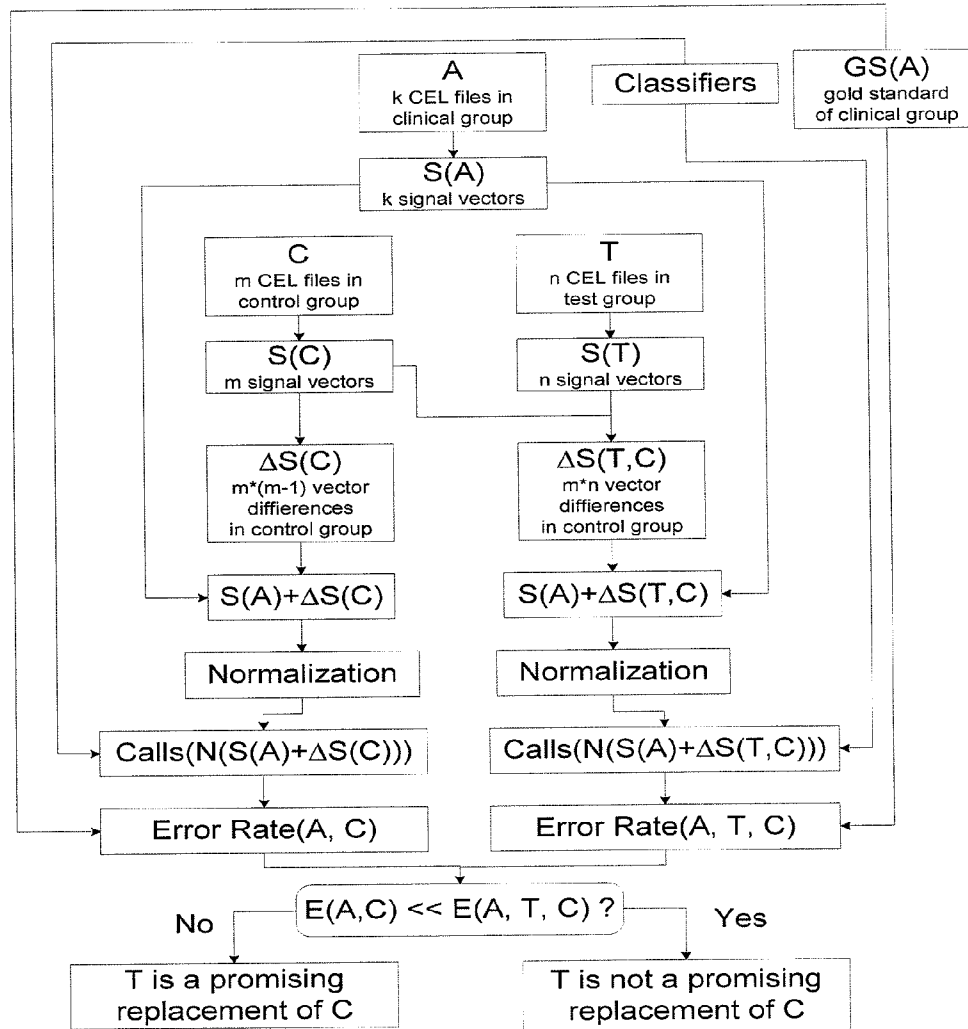 A
k CEL files in
clinical group
Classifiers
GS(A)
gold standard
of clinical group
S(A)
k signal vectors
C
m CEL files in
control group
T
n CEL files in
test group
S(C)
m signal vectors
S(T)
n signal vectors
ΔS(C)
m*(m-1) vector
diffierences
in control group
ΔS(T,C)
m*n vector
diffierences
in control group
S(A)+ΔS(C)
S(A)+ΔS(T,C)
Normalization
Normalization
Calls(N(S(A)+ΔS(C)))
Calls(N(S(A)+ΔS(T,C)))
Error Rate(A, C)
Error Rate(A, T, C)
E(A,C) << E(A, T, C) ?
No
Yes
T is a promising
replacement of C
T is not a promising
replacement of C